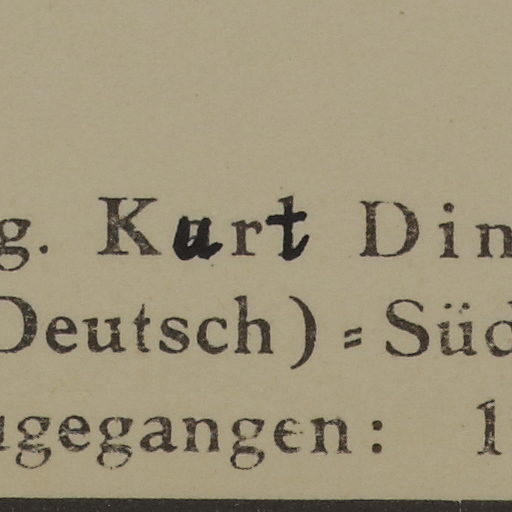 g. Kurt Din
Deutsch) = Süd
ugegangen: 1